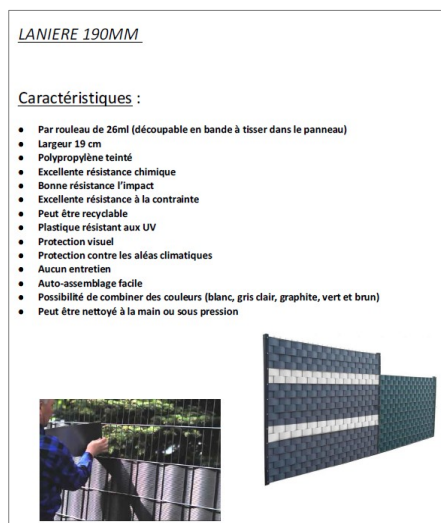 LANIERE 190MM
Caractéristiques :
● Par rouleau de 26ml (découpable en bande à tisser dans le panneau)
● Largeur 19 cm
● Polypropylène teinté
● Excellente résistance chimique
● Bonne résistance l'impact
● Excellente résistance à la contrainte
● Peut être recyclable
● Plastique résistant aux UV
● Protection visuel
● Protection contre les aléas climatiques
● Aucun entretien
● Auto-assemblage facile
● Possibilité de combiner des couleurs (blanc, gris clair, graphite, vert et brun)
● Peut être nettoyé à la main ou sous pression